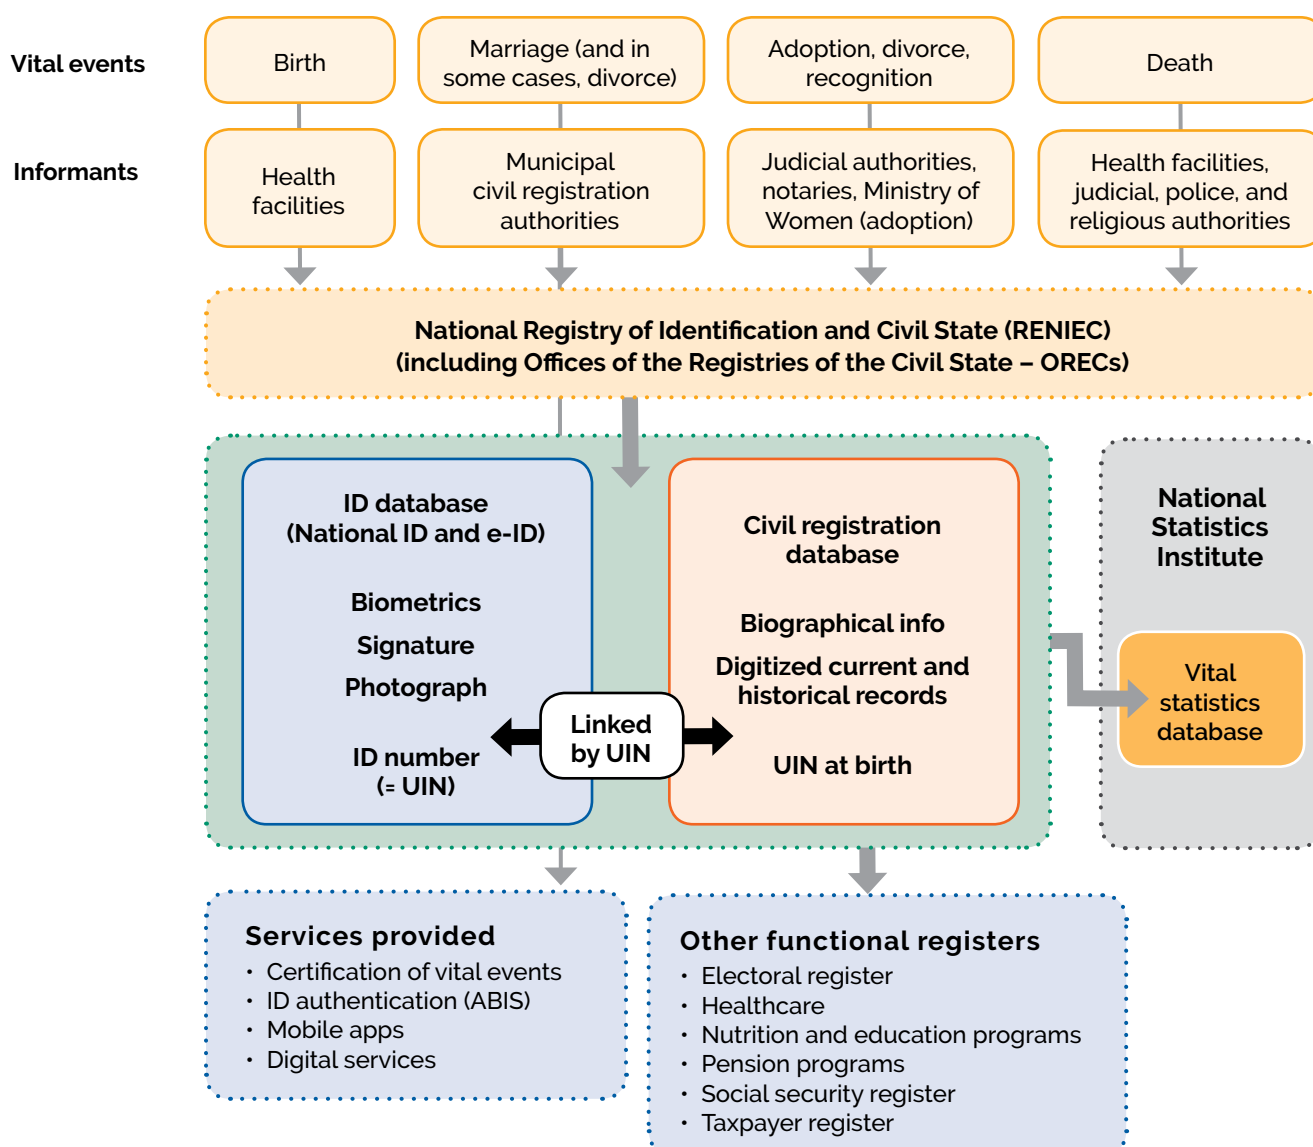 Vital events
Birth
Marriage (and in
some cases, divorce)
Adoption, divorce,
recognition
Death
Informants
Health
facilities
Municipal
civil registration
authorities
Judicial authorities,
notaries, Ministry of
Women (adoption)
Health facilities,
judicial, police, and
religious authorities
National Registry of Identification and Civil State (RENIEC)
(including Offices of the Registries of the Civil State – ORECs)
ID database
(National ID and e-ID)
Biometrics
Signature
Photograph
ID number
(= UIN)
Linked
by UIN
Civil registration
database
Biographical info
Digitized current and
historical records
UIN at birth
National
Statistics
Institute
Vital
statistics
database
Services provided
• Certification of vital events
• ID authentication (ABIS)
• Mobile apps
• Digital services
Other functional registers
• Electoral register
• Healthcare
• Nutrition and education programs
• Pension programs
• Social security register
• Taxpayer register